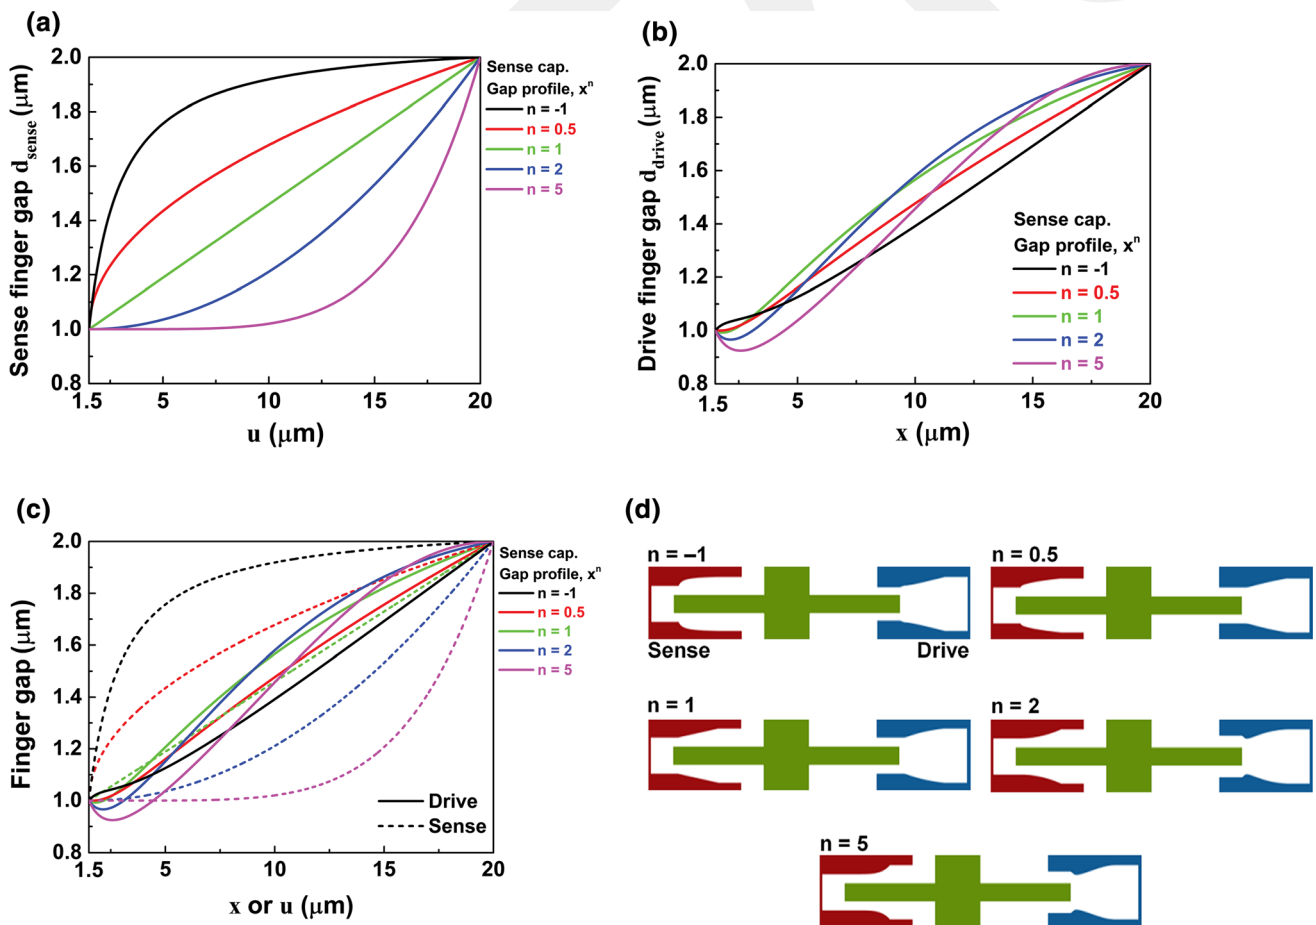 (a)
2.0
1.8
1.6
1.4
1.2
1.0
0.8
1.5 5 10 15 20
Sense finger gap d_sense (μm)
u (μm)
Sense cap.
Gap profile, xⁿ
n = -1
n = 0.5
n = 1
n = 2
n = 5
(b)
2.0
1.8
1.6
1.4
1.2
1.0
0.8
1.5 5 10 15 20
Drive finger gap d_drive (μm)
x (μm)
Sense cap.
Gap profile, xⁿ
n = -1
n = 0.5
n = 1
n = 2
n = 5
(c)
2.0
1.8
1.6
1.4
1.2
1.0
0.8
1.5 5 10 15 20
Finger gap (μm)
x or u (μm)
Sense cap.
Gap profile, xⁿ
n = -1
n = 0.5
n = 1
n = 2
n = 5
Drive
Sense
(d)
n = –1
Sense Drive
n = 0.5
n = 1
n = 2
n = 5